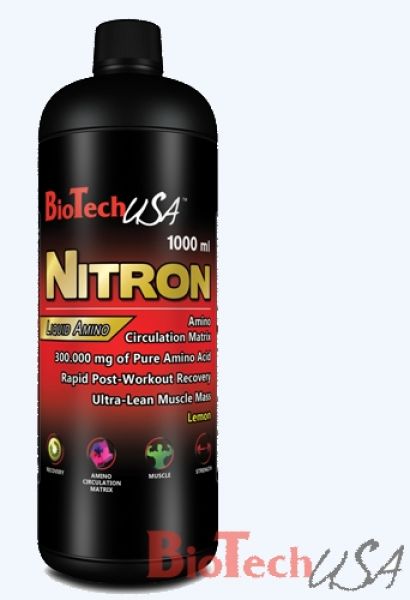 BioTechUSA™
1000 ml
NITRON
LIQUID AMINO
Amino
Circulation Matrix
300.000 mg of Pure Amino Acid
Rapid Post-Workout Recovery
Ultra-Lean Muscle Mass
Lemon
RECOVERY
AMINO
CIRCULATION
MATRIX
MUSCLE
STRENGTH
BioTechUSA